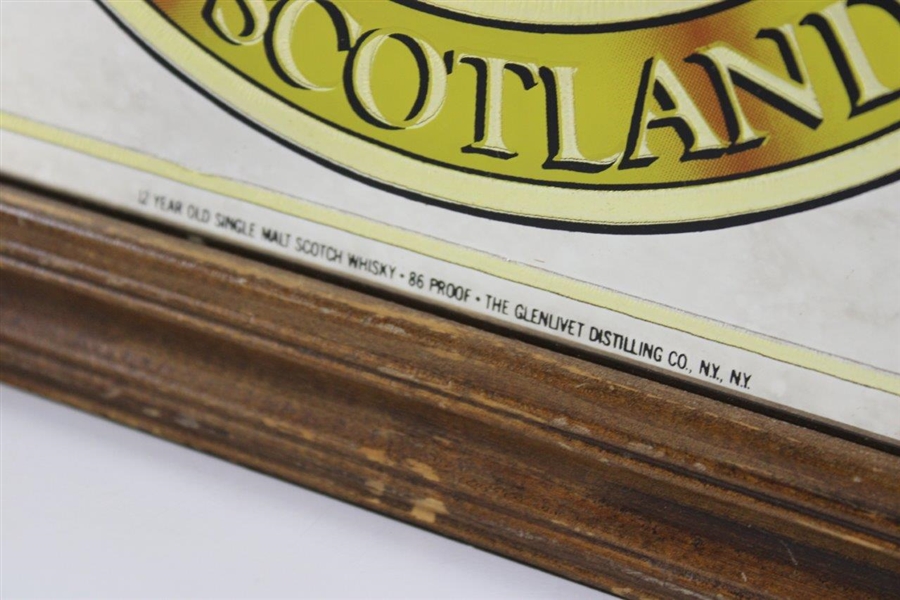 SCOTLAND
12 YEAR OLD SINGLE MALT SCOTCH WHISKY • 86 PROOF • THE GLENLIVET DISTILLING CO., N.Y., N.Y.